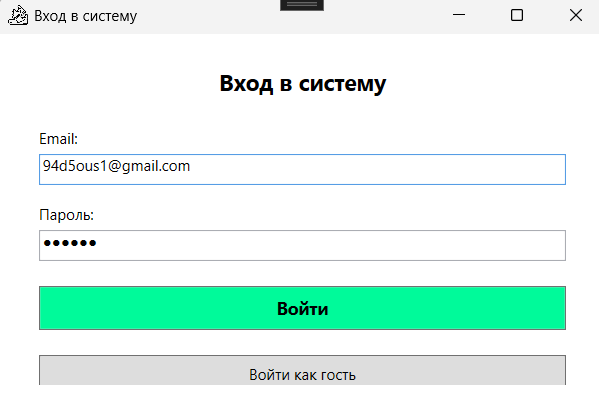 Вход в систему
Вход в систему
Email:
94d5ous1@gmail.com
Пароль:
••••••
Войти
Войти как гость